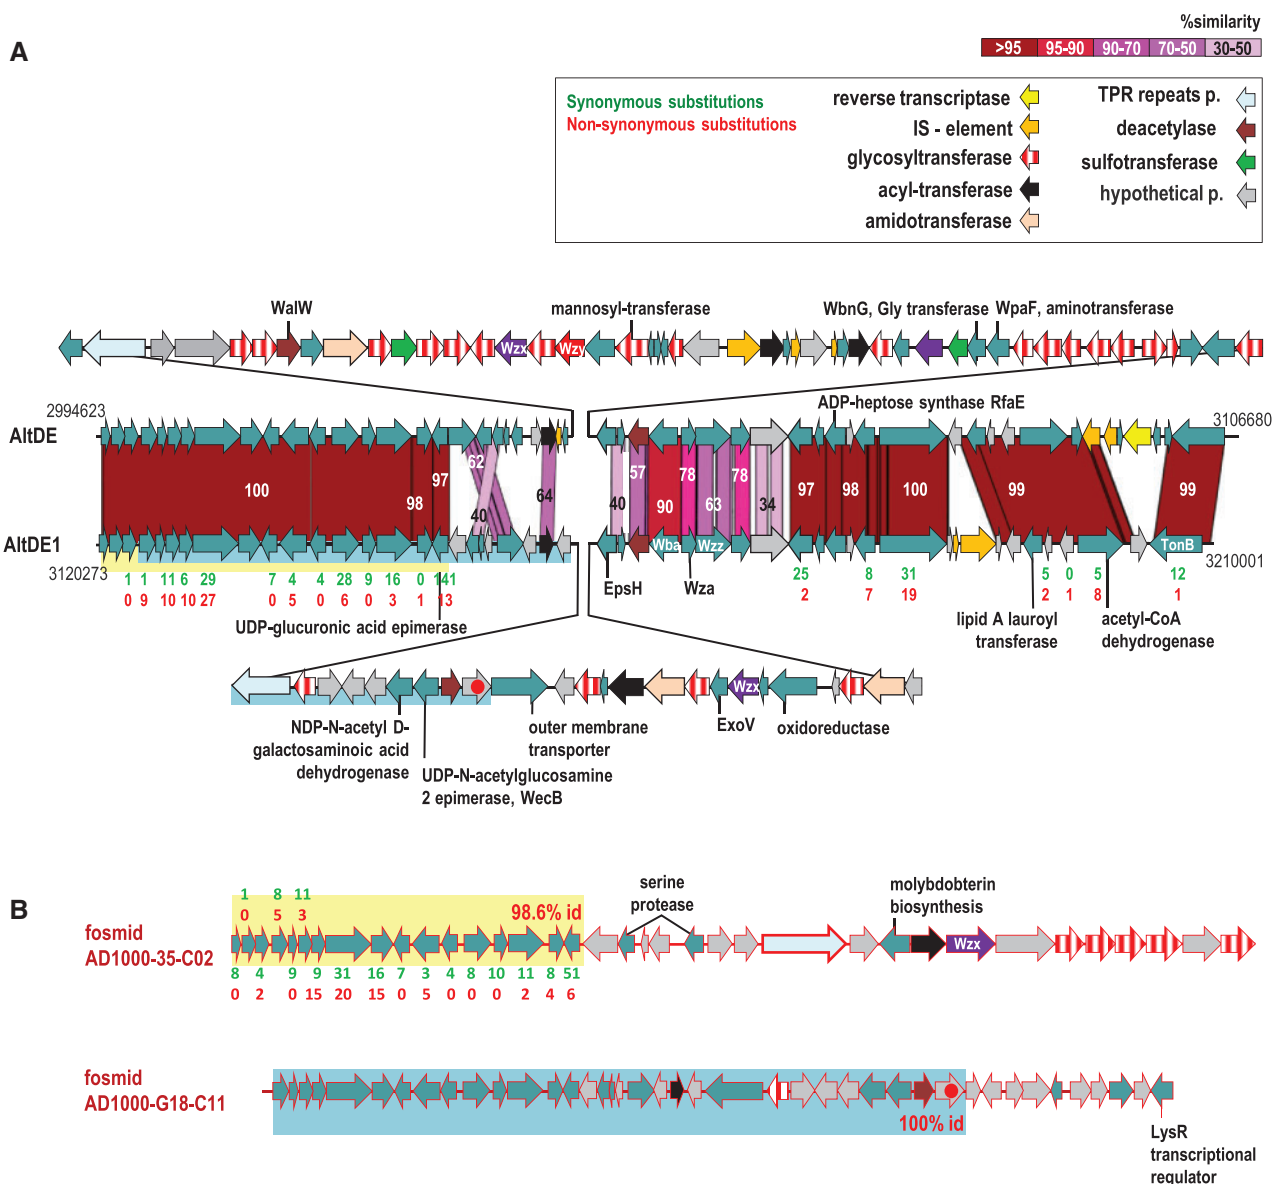 %similarity
A
>95 95-90 90-70 70-50 30-50
Synonymous substitutions
Non-synonymous substitutions
reverse transcriptase
IS - element
glycosyltransferase
acyl-transferase
amidotransferase
TPR repeats p.
deacetylase
sulfotransferase
hypothetical p.
WalW
mannosyl-transferase
WbnG, Gly transferase
WpaF, aminotransferase
Wzx
Wzy
2994623
ADP-heptose synthase RfaE
3106680
AltDE
100
98
97
62
40
64
40
57
90
78
63
78
34
97
98
100
99
99
AltDE1
Wba
Wzz
TonB
3120273
3210001
1 1 11 6 29 7 4 4 28 9 16 0 141
0 9 10 10 27 0 5 0 6 0 3 1 13
25 8 31 5 0 5 12
2 7 19 2 1 8 1
EpsH
Wza
UDP-glucuronic acid epimerase
lipid A lauroyl
transferase
acetyl-CoA
dehydrogenase
Wzx
NDP-N-acetyl D-
galactosaminoic acid
dehydrogenase
UDP-N-acetylglucosamine
2 epimerase, WecB
outer membrane
transporter
ExoV
oxidoreductase
B
1 8 11
0 5 3
98.6% id
serine
protease
molybdobterin
biosynthesis
fosmid
AD1000-35-C02
Wzx
8 4 9 9 31 16 7 3 4 8 10 11 8 51
0 2 0 15 20 15 0 5 0 0 0 2 4 6
fosmid
AD1000-G18-C11
100% id
LysR
transcriptional
regulator